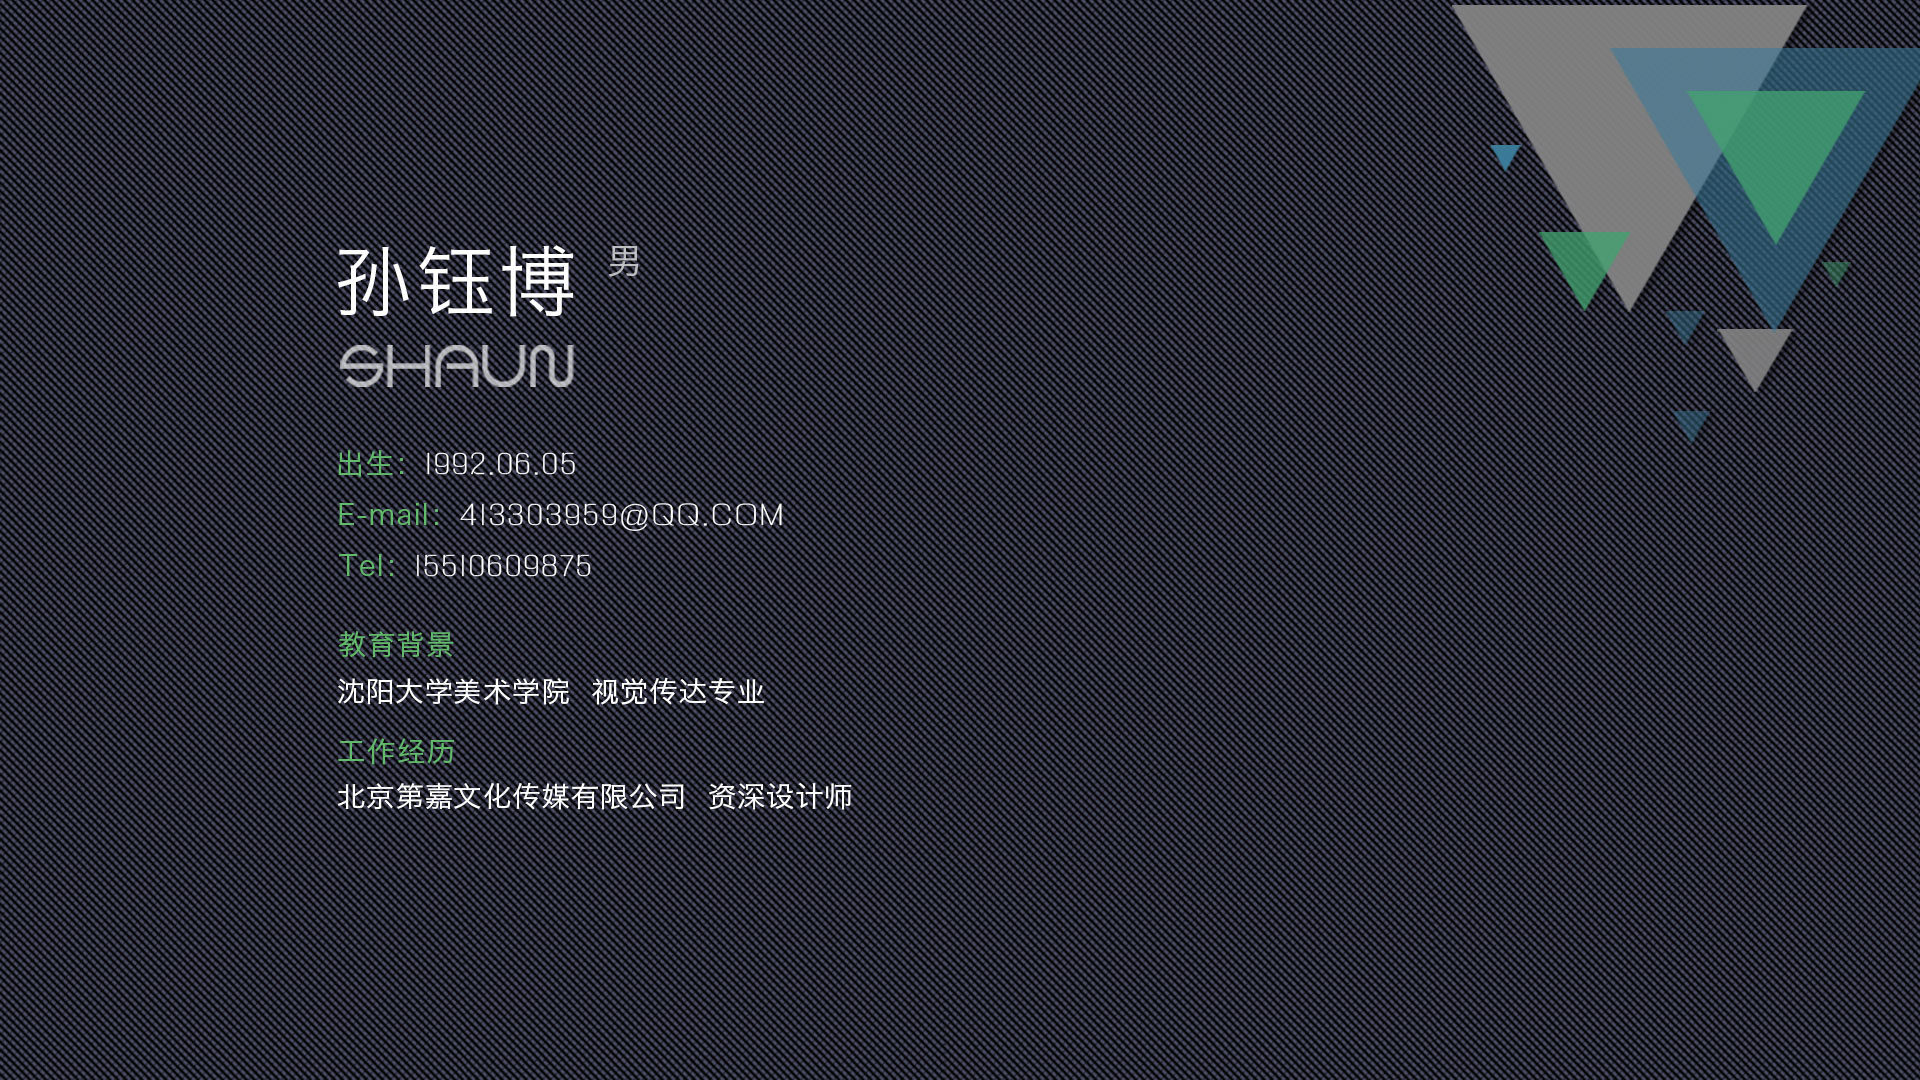 孙钰博 男
SHAUN
出生: 1992.06.05
E-mail: 413303959@QQ.COM
Tel: 15510609875
教育背景
沈阳大学美术学院 视觉传达专业
工作经历
北京第嘉文化传媒有限公司 资深设计师